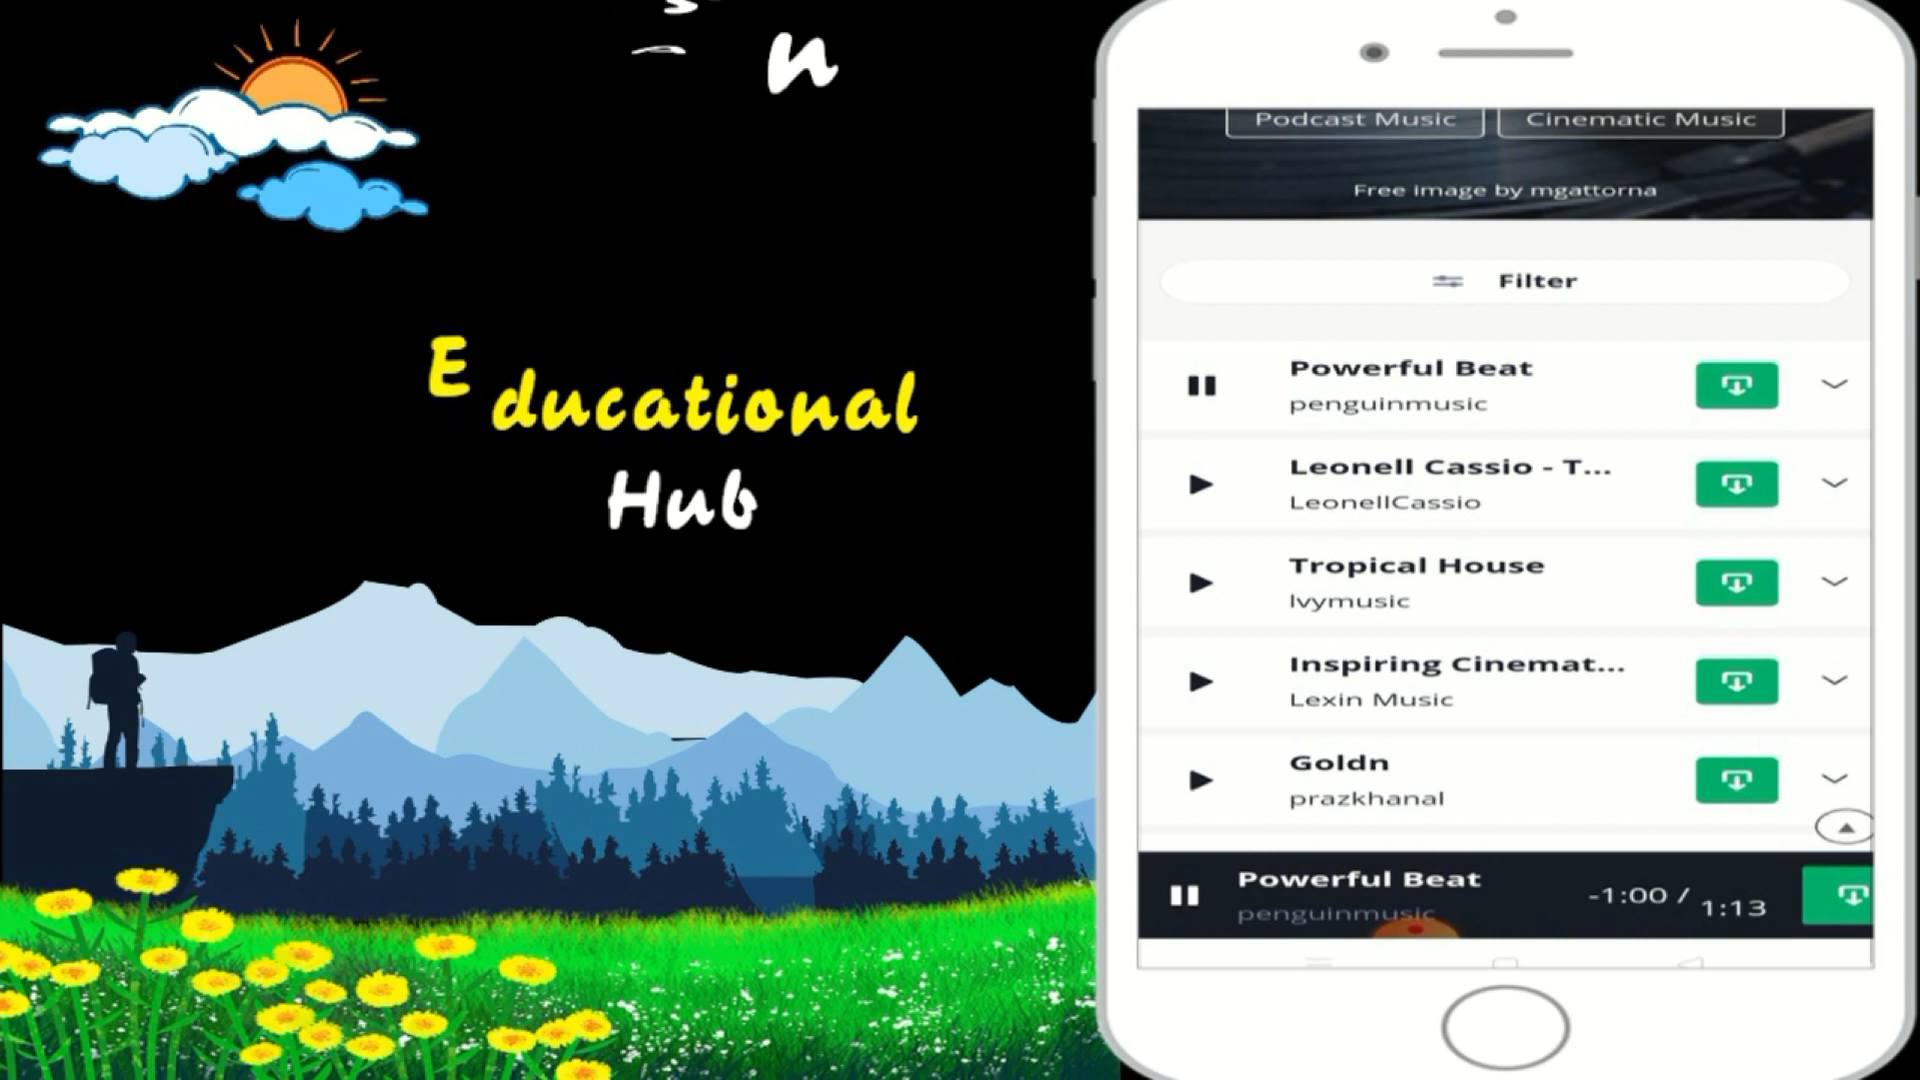 s
n
Educational
Hub
Podcast Music
Cinematic Music
Free image by mgattorna
Filter
Powerful Beat
penguinmusic
Leonell Cassio - T...
LeonellCassio
Tropical House
lvymusic
Inspiring Cinemat...
Lexin Music
Goldn
prazkhanal
Powerful Beat
penguinmusic
-1:00 / 1:13